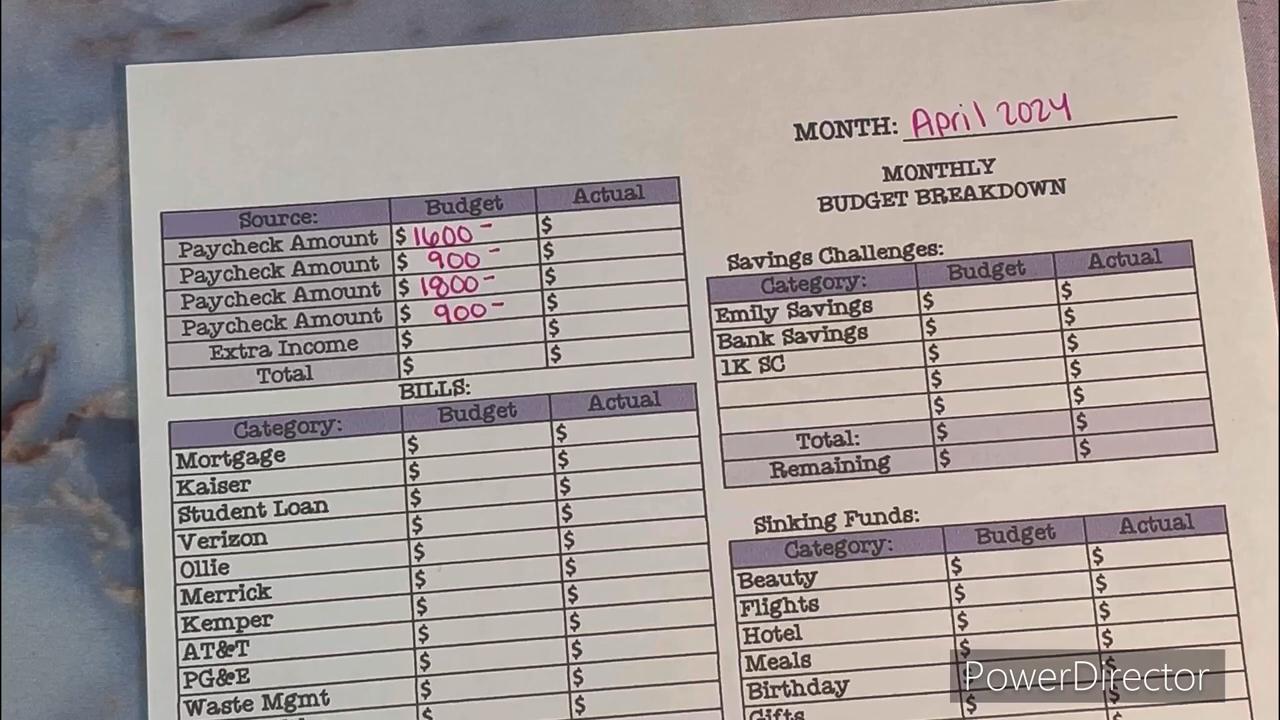 MONTH: April 2024
MONTHLY
BUDGET BREAKDOWN
Source: Budget Actual
Paycheck Amount $ 1600- $
Paycheck Amount $ 900- $
Paycheck Amount $ 1800- $
Paycheck Amount $ 900- $
Extra Income $ $
Total $ $
BILLS:
Category: Budget Actual
Mortgage $ $
Kaiser $ $
Student Loan $ $
Verizon $ $
Ollie $ $
Merrick $ $
Kemper $ $
AT&T $ $
PG&E $ $
Waste Mgmt $ $
$
Savings Challenges:
Category: Budget Actual
Emily Savings $ $
Bank Savings $ $
1K SC $ $
$ $
$ $
Total: $ $
Remaining $ $
Sinking Funds:
Category: Budget Actual
Beauty $ $
Flights $ $
Hotel $ $
Meals $ $
Birthday $ $
Gifts $ $
PowerDirector